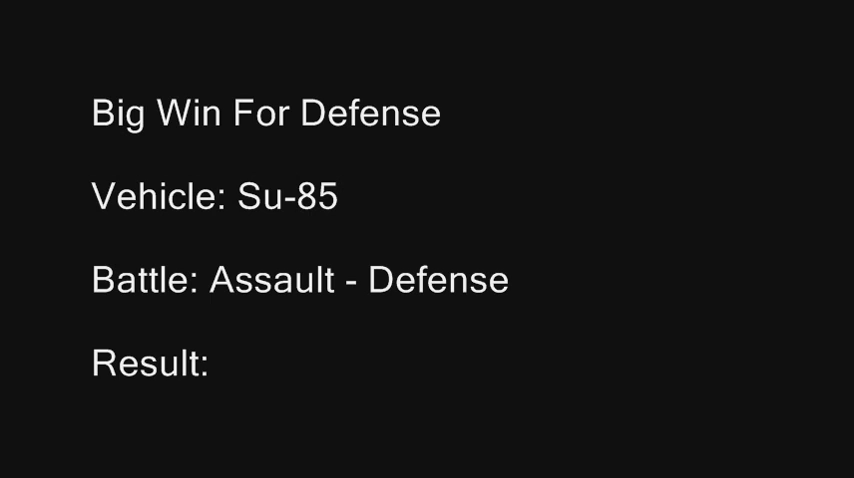 Big Win For Defense
Vehicle: Su-85
Battle: Assault - Defense
Result: